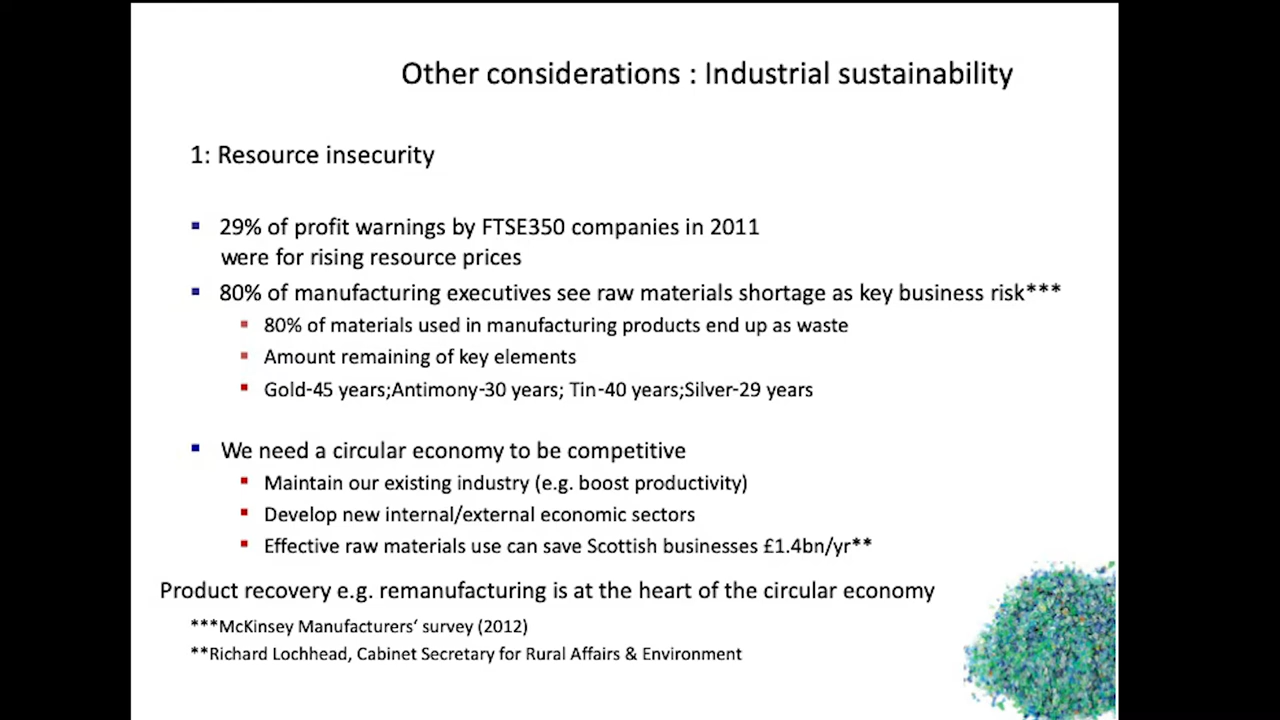 Other considerations : Industrial sustainability
1: Resource insecurity
29% of profit warnings by FTSE350 companies in 2011
were for rising resource prices
80% of manufacturing executives see raw materials shortage as key business risk***
80% of materials used in manufacturing products end up as waste
Amount remaining of key elements
Gold-45 years;Antimony-30 years; Tin-40 years;Silver-29 years
We need a circular economy to be competitive
Maintain our existing industry (e.g. boost productivity)
Develop new internal/external economic sectors
Effective raw materials use can save Scottish businesses £1.4bn/yr**
Product recovery e.g. remanufacturing is at the heart of the circular economy
***McKinsey Manufacturers‘ survey (2012)
**Richard Lochhead, Cabinet Secretary for Rural Affairs & Environment